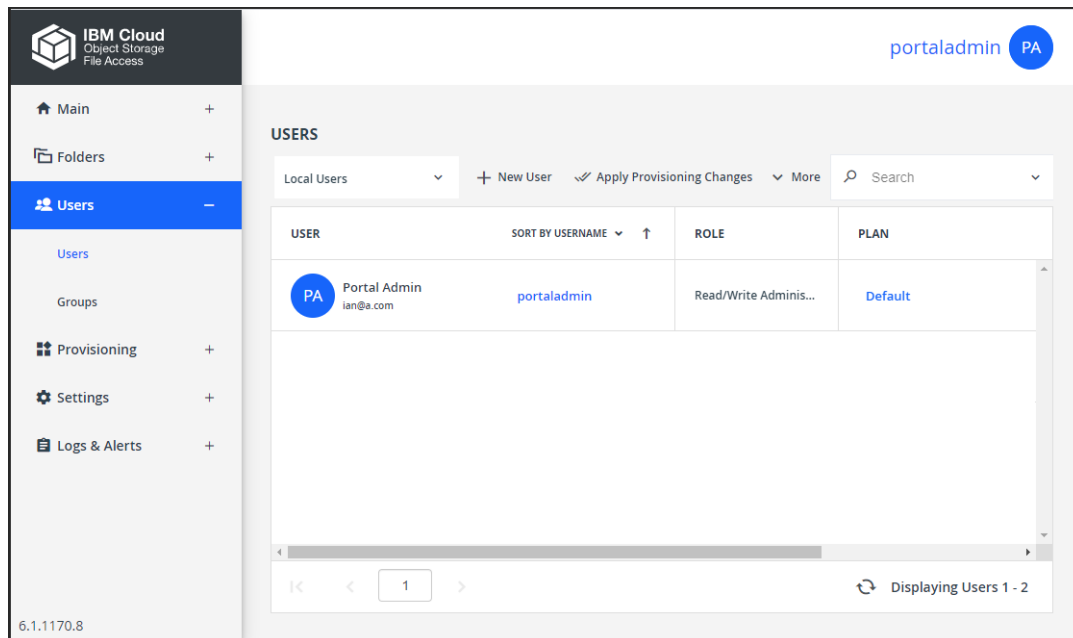 IBM Cloud
Object Storage
File Access
portaladmin PA
Main +
Folders +
Users –
Users
Groups
Provisioning +
Settings +
Logs & Alerts +
6.1.1170.8
USERS
Local Users + New User Apply Provisioning Changes More Search
USER SORT BY USERNAME ↑ ROLE PLAN
PA Portal Admin portaladmin Read/Write Adminis... Default
ian@a.com
1 Displaying Users 1 - 2